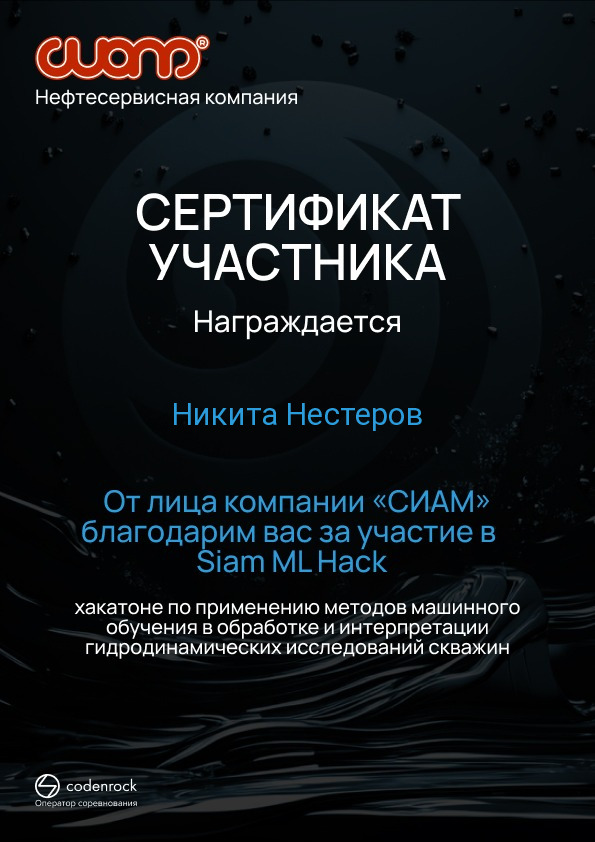 сиам®
Нефтесервисная компания
СЕРТИФИКАТ
УЧАСТНИКА
Награждается
Никита Нестеров
От лица компании «СИАМ»
благодарим вас за участие в
Siam ML Hack
хакатоне по применению методов машинного
обучения в обработке и интерпретации
гидродинамических исследований скважин
codenrock
Оператор соревнования